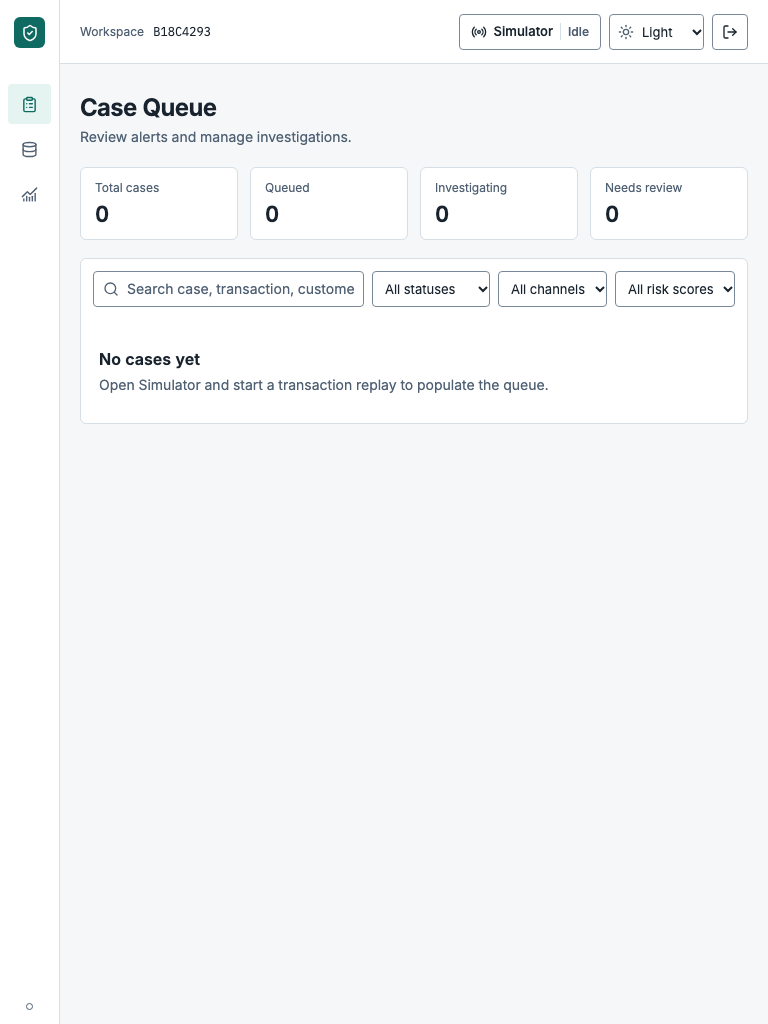 Workspace B18C4293
Simulator Idle
Light
Case Queue
Review alerts and manage investigations.
Total cases
0
Queued
0
Investigating
0
Needs review
0
Search case, transaction, custome
All statuses
All channels
All risk scores
No cases yet
Open Simulator and start a transaction replay to populate the queue.